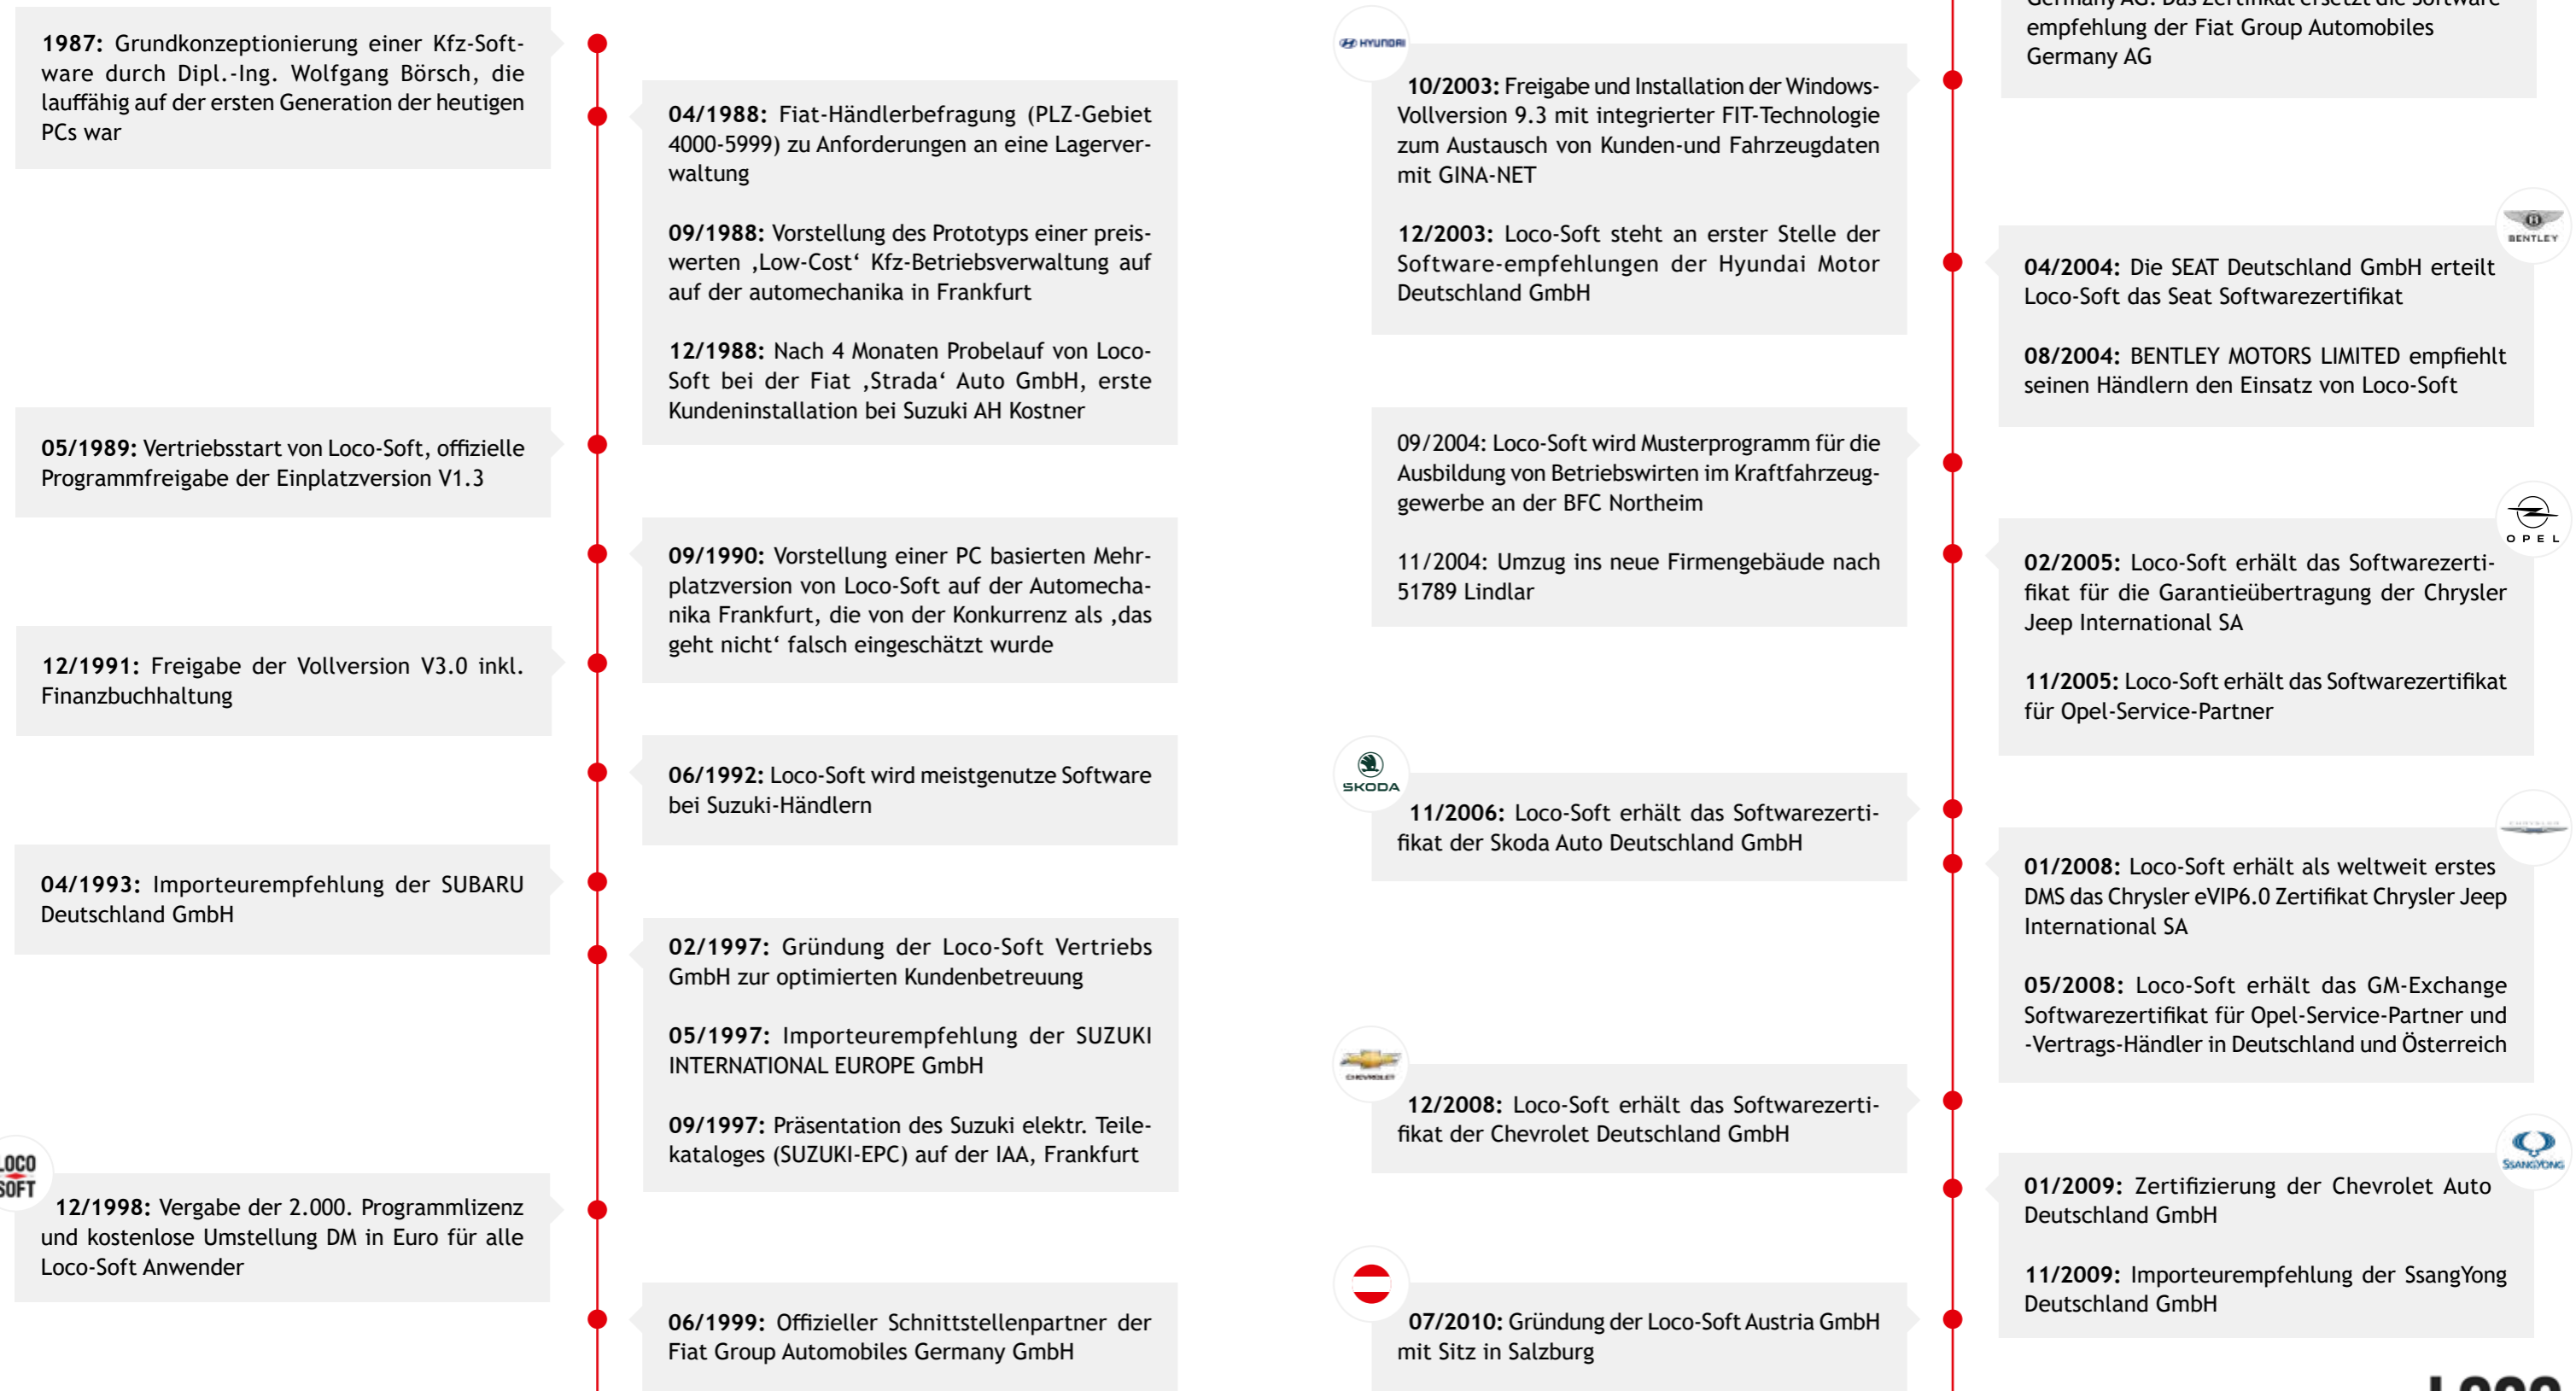 1987: Grundkonzeptionierung einer Kfz-Soft-
ware durch Dipl.-Ing. Wolfgang Börsch, die
lauffähig auf der ersten Generation der heutigen
PCs war
04/1988: Fiat-Händlerbefragung (PLZ-Gebiet
4000-5999) zu Anforderungen an eine Lagerver-
waltung
09/1988: Vorstellung des Prototyps einer preis-
werten ‚Low-Cost‘ Kfz-Betriebsverwaltung auf
auf der automechanika in Frankfurt
12/1988: Nach 4 Monaten Probelauf von Loco-
Soft bei der Fiat ‚Strada‘ Auto GmbH, erste
Kundeninstallation bei Suzuki AH Kostner
05/1989: Vertriebsstart von Loco-Soft, offizielle
Programmfreigabe der Einplatzversion V1.3
09/1990: Vorstellung einer PC basierten Mehr-
platzversion von Loco-Soft auf der Automecha-
nika Frankfurt, die von der Konkurrenz als ‚das
geht nicht‘ falsch eingeschätzt wurde
12/1991: Freigabe der Vollversion V3.0 inkl.
Finanzbuchhaltung
06/1992: Loco-Soft wird meistgenutze Software
bei Suzuki-Händlern
04/1993: Importeurempfehlung der SUBARU
Deutschland GmbH
02/1997: Gründung der Loco-Soft Vertriebs
GmbH zur optimierten Kundenbetreuung
05/1997: Importeurempfehlung der SUZUKI
INTERNATIONAL EUROPE GmbH
09/1997: Präsentation des Suzuki elektr. Teile-
kataloges (SUZUKI-EPC) auf der IAA, Frankfurt
LOCO
SOFT
12/1998: Vergabe der 2.000. Programmlizenz
und kostenlose Umstellung DM in Euro für alle
Loco-Soft Anwender
06/1999: Offizieller Schnittstellenpartner der
Fiat Group Automobiles Germany GmbH
Germany AG. Das Zertifikat ersetzt die Software-
empfehlung der Fiat Group Automobiles
Germany AG
HYUNDAI
10/2003: Freigabe und Installation der Windows-
Vollversion 9.3 mit integrierter FIT-Technologie
zum Austausch von Kunden-und Fahrzeugdaten
mit GINA-NET
12/2003: Loco-Soft steht an erster Stelle der
Software-empfehlungen der Hyundai Motor
Deutschland GmbH
BENTLEY
04/2004: Die SEAT Deutschland GmbH erteilt
Loco-Soft das Seat Softwarezertifikat
08/2004: BENTLEY MOTORS LIMITED empfiehlt
seinen Händlern den Einsatz von Loco-Soft
09/2004: Loco-Soft wird Musterprogramm für die
Ausbildung von Betriebswirten im Kraftfahrzeug-
gewerbe an der BFC Northeim
11/2004: Umzug ins neue Firmengebäude nach
51789 Lindlar
OPEL
02/2005: Loco-Soft erhält das Softwarezerti-
fikat für die Garantieübertragung der Chrysler
Jeep International SA
11/2005: Loco-Soft erhält das Softwarezertifikat
für Opel-Service-Partner
SKODA
11/2006: Loco-Soft erhält das Softwarezerti-
fikat der Skoda Auto Deutschland GmbH
CHRYSLER
01/2008: Loco-Soft erhält als weltweit erstes
DMS das Chrysler eVIP6.0 Zertifikat Chrysler Jeep
International SA
05/2008: Loco-Soft erhält das GM-Exchange
Softwarezertifikat für Opel-Service-Partner und
-Vertrags-Händler in Deutschland und Österreich
CHEVROLET
12/2008: Loco-Soft erhält das Softwarezerti-
fikat der Chevrolet Deutschland GmbH
SSANGYONG
01/2009: Zertifizierung der Chevrolet Auto
Deutschland GmbH
11/2009: Importeurempfehlung der SsangYong
Deutschland GmbH
07/2010: Gründung der Loco-Soft Austria GmbH
mit Sitz in Salzburg
LOCO